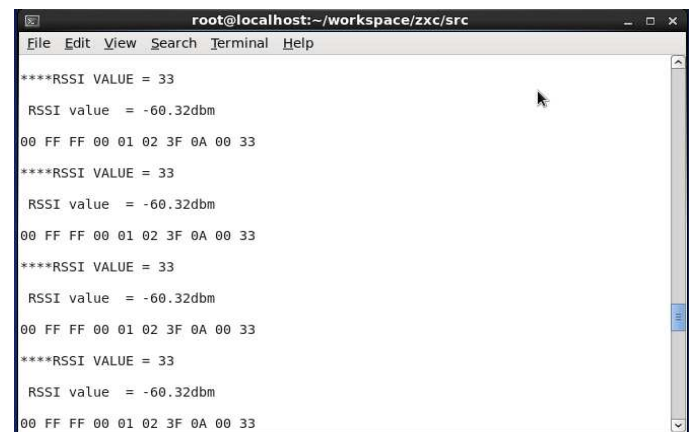 root@localhost:~/workspace/zxc/src
File Edit View Search Terminal Help
****RSSI VALUE = 33
RSSI value = -60.32dbm
00 FF FF 00 01 02 3F 0A 00 33
****RSSI VALUE = 33
RSSI value = -60.32dbm
00 FF FF 00 01 02 3F 0A 00 33
****RSSI VALUE = 33
RSSI value = -60.32dbm
00 FF FF 00 01 02 3F 0A 00 33
****RSSI VALUE = 33
RSSI value = -60.32dbm
00 FF FF 00 01 02 3F 0A 00 33